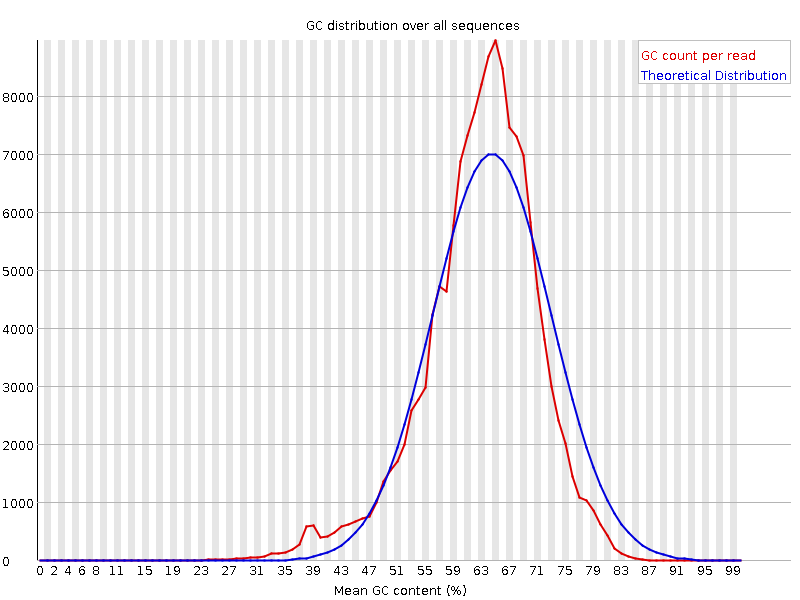 GC distribution over all sequences
GC count per read
Theoretical Distribution
8000
7000
6000
5000
4000
3000
2000
1000
0
0 2 4 6 8 11 15 19 23 27 31 35 39 43 47 51 55 59 63 67 71 75 79 83 87 91 95 99
Mean GC content (%)